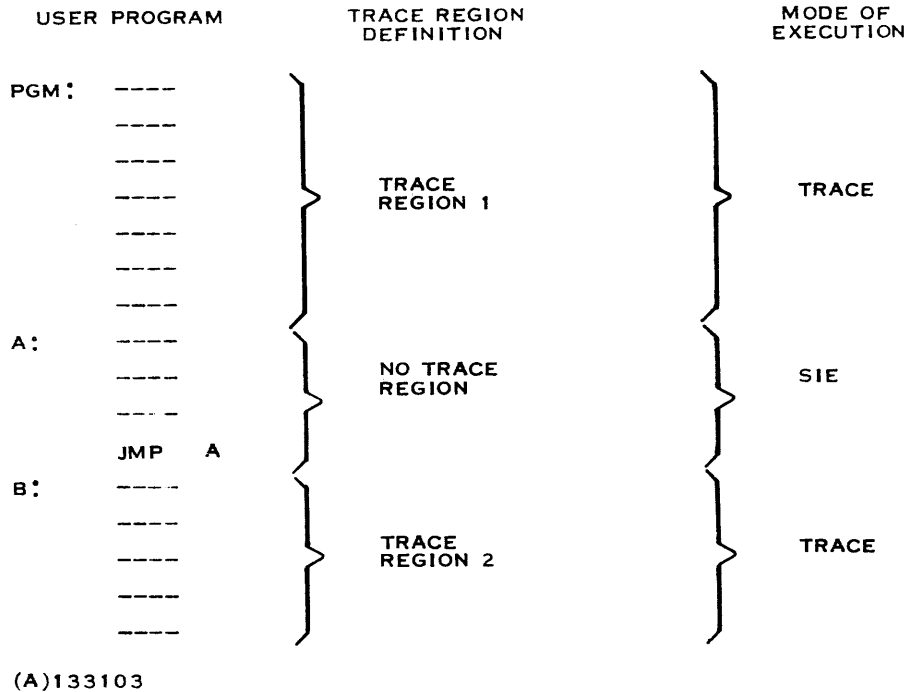 USER PROGRAM
TRACE REGION
DEFINITION
MODE OF
EXECUTION
PGM: ----
----
----
----
----
----
----
TRACE
REGION 1
TRACE
A: ----
----
----
JMP A
NO TRACE
REGION
SIE
B: ----
----
----
----
----
TRACE
REGION 2
TRACE
(A)133103